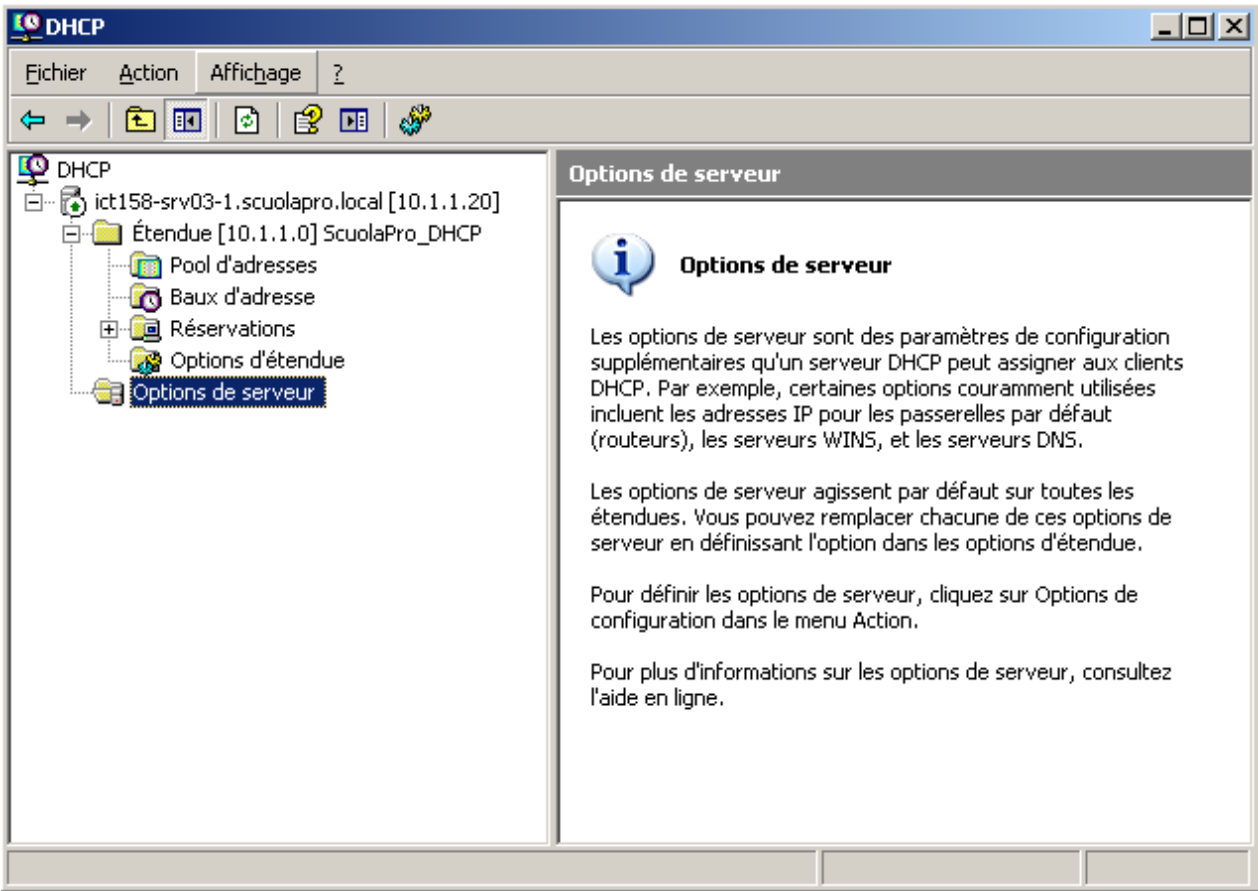 DHCP
Fichier Action Affichage ?
DHCP
ict158-srv03-1.scuolapro.local [10.1.1.20]
Étendue [10.1.1.0] ScuolaPro_DHCP
Pool d'adresses
Baux d'adresse
Réservations
Options d'étendue
Options de serveur
Options de serveur
Options de serveur
Les options de serveur sont des paramètres de configuration
supplémentaires qu'un serveur DHCP peut assigner aux clients
DHCP. Par exemple, certaines options couramment utilisées
incluent les adresses IP pour les passerelles par défaut
(routeurs), les serveurs WINS, et les serveurs DNS.
Les options de serveur agissent par défaut sur toutes les
étendues. Vous pouvez remplacer chacune de ces options de
serveur en définissant l'option dans les options d'étendue.
Pour définir les options de serveur, cliquez sur Options de
configuration dans le menu Action.
Pour plus d'informations sur les options de serveur, consultez
l'aide en ligne.